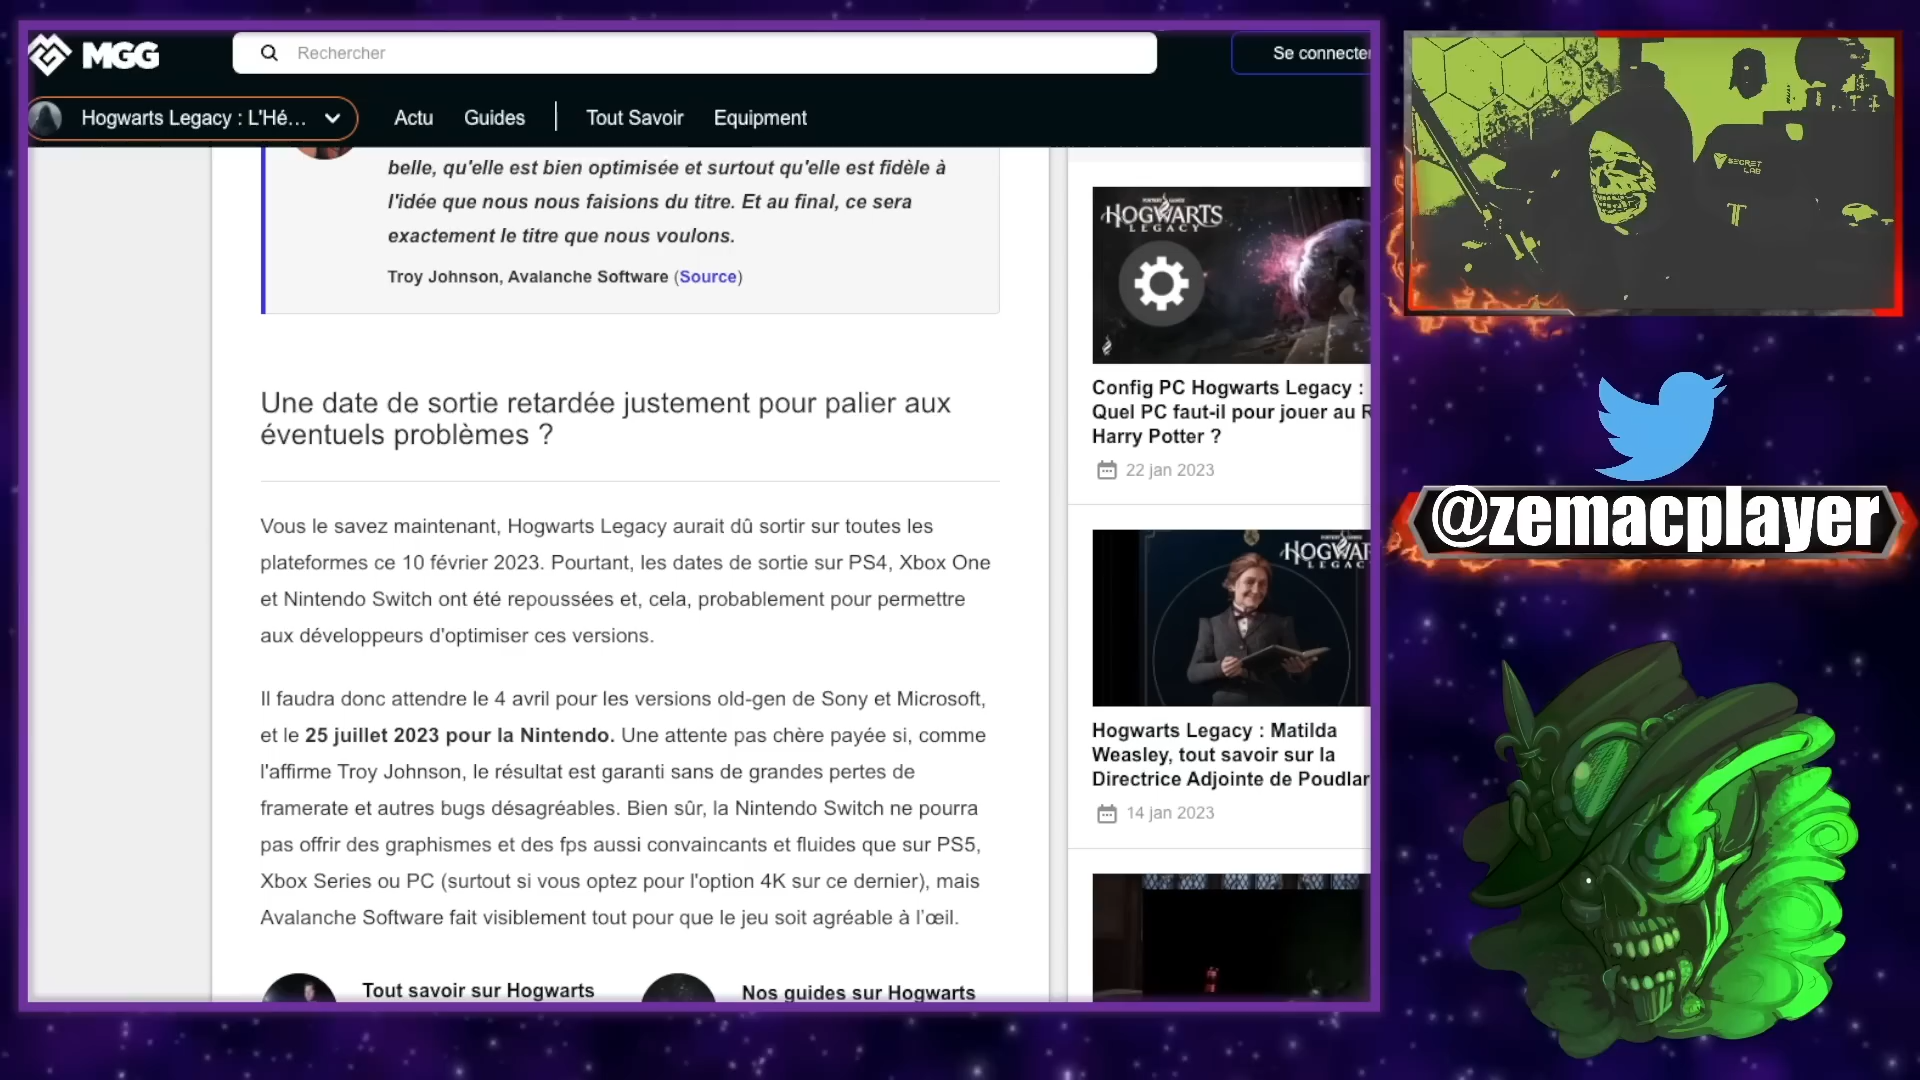 MGG
Rechercher
Se connecter
Hogwarts Legacy : L'Hé...
Actu
Guides
Tout Savoir
Equipment
belle, qu'elle est bien optimisée et surtout qu'elle est fidèle à
l'idée que nous nous faisions du titre. Et au final, ce sera
exactement le titre que nous voulons.
Troy Johnson, Avalanche Software (Source)
Une date de sortie retardée justement pour palier aux
éventuels problèmes ?
Vous le savez maintenant, Hogwarts Legacy aurait dû sortir sur toutes les
plateformes ce 10 février 2023. Pourtant, les dates de sortie sur PS4, Xbox One
et Nintendo Switch ont été repoussées et, cela, probablement pour permettre
aux développeurs d'optimiser ces versions.
Il faudra donc attendre le 4 avril pour les versions old-gen de Sony et Microsoft,
et le 25 juillet 2023 pour la Nintendo. Une attente pas chère payée si, comme
l'affirme Troy Johnson, le résultat est garanti sans de grandes pertes de
framerate et autres bugs désagréables. Bien sûr, la Nintendo Switch ne pourra
pas offrir des graphismes et des fps aussi convaincants et fluides que sur PS5,
Xbox Series ou PC (surtout si vous optez pour l'option 4K sur ce dernier), mais
Avalanche Software fait visiblement tout pour que le jeu soit agréable à l'œil.
Tout savoir sur Hogwarts
Nos guides sur Hogwarts
HOGWARTS
LEGACY
Config PC Hogwarts Legacy :
Quel PC faut-il pour jouer au R
Harry Potter ?
22 jan 2023
HOGWAR
LEGAC
Hogwarts Legacy : Matilda
Weasley, tout savoir sur la
Directrice Adjointe de Poudlar
14 jan 2023
SECRET
LAB
@zemacplayer